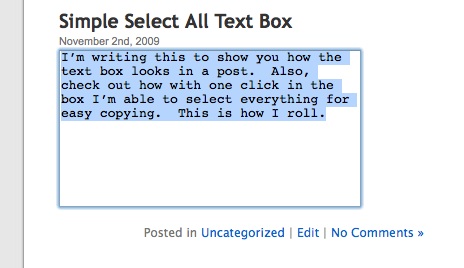 Simple Select All Text Box
November 2nd, 2009
I'm writing this to show you how the
text box looks in a post.  Also,
check out how with one click in the
box I'm able to select everything for
easy copying.  This is how I roll.
Posted in Uncategorized | Edit | No Comments »